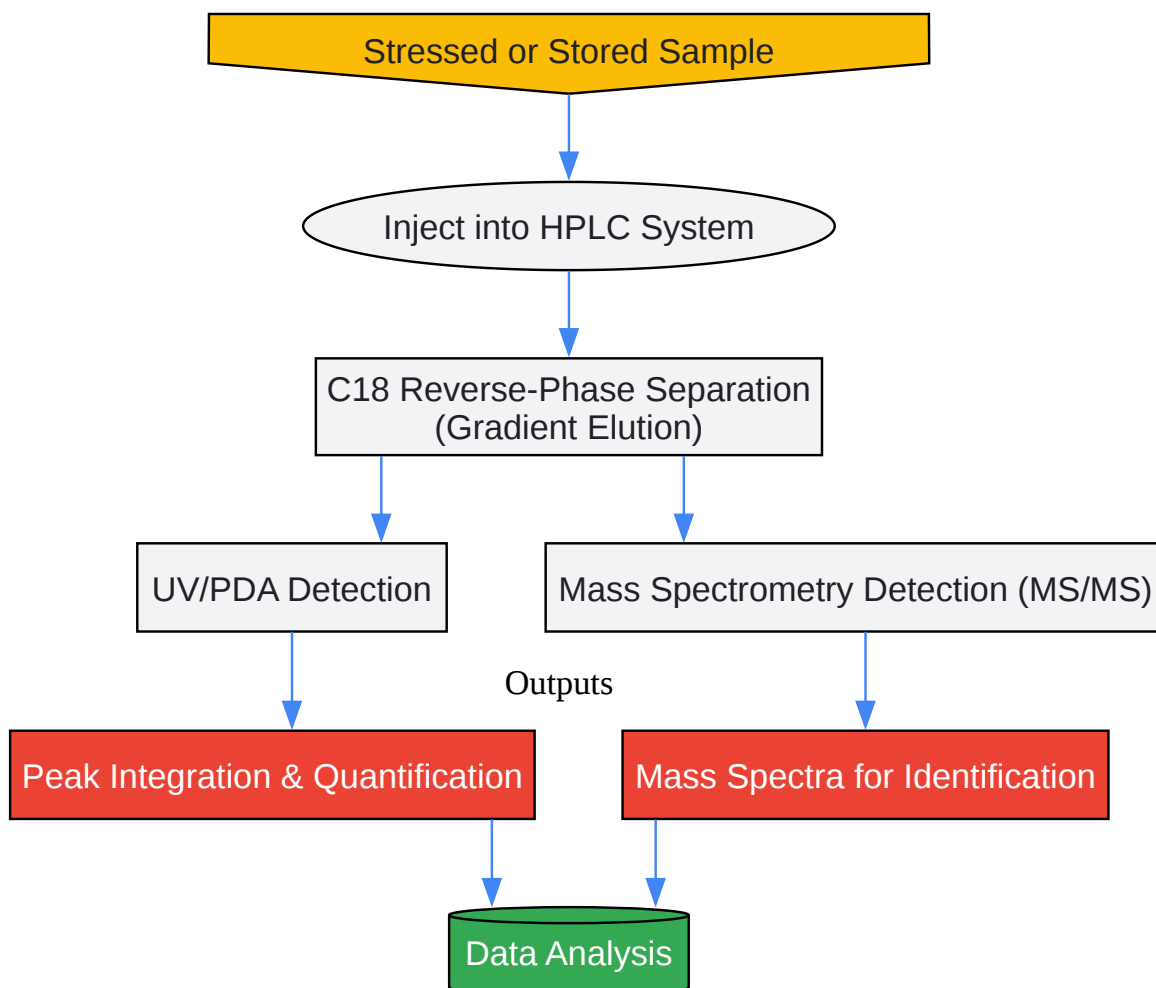 Stressed or Stored Sample
Inject into HPLC System
C18 Reverse-Phase Separation
(Gradient Elution)
UV/PDA Detection
Mass Spectrometry Detection (MS/MS)
Outputs
Peak Integration & Quantification
Mass Spectra for Identification
Data Analysis